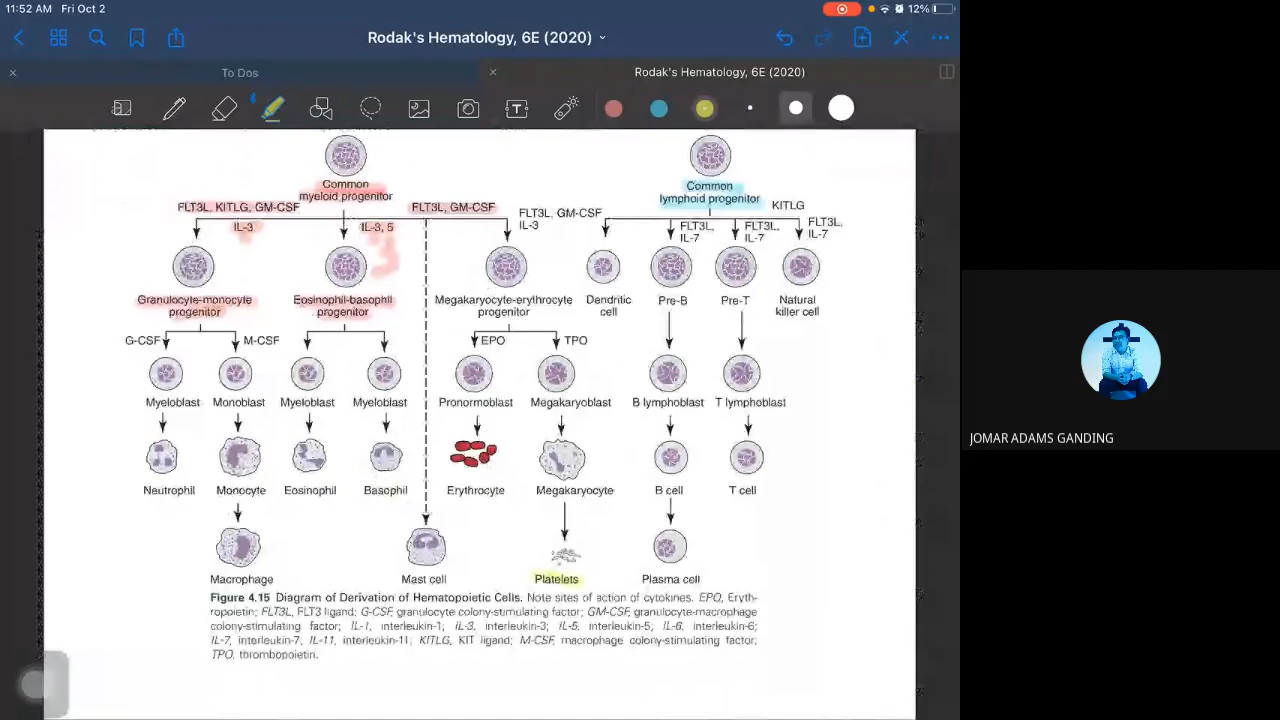 11:52 AM Fri Oct 2
12%
Rodak's Hematology, 6E (2020)
To Dos
Rodak's Hematology, 6E (2020)
Common
myeloid progenitor
Common
lymphoid progenitor
FLT3L, KITLG, GM-CSF
FLT3L, GM-CSF
FLT3L, GM-CSF
IL-3
KITLG
IL-3
IL-3, 5
FLT3L,
IL-7
FLT3L,
IL-7
FLT3L,
IL-7
Granulocyte-monocyte
progenitor
Eosinophil-basophil
progenitor
Megakaryocyte-erythrocyte
progenitor
Dendritic
cell
Pre-B
Pre-T
Natural
killer cell
G-CSF
M-CSF
EPO
TPO
Myeloblast
Monoblast
Myeloblast
Myeloblast
Pronormoblast
Megakaryoblast
B lymphoblast
T lymphoblast
Neutrophil
Monocyte
Eosinophil
Basophil
Erythrocyte
Megakaryocyte
B cell
T cell
Macrophage
Mast cell
Platelets
Plasma cell
Figure 4.15 Diagram of Derivation of Hematopoietic Cells. Note sites of action of cytokines. EPO, Eryth-
ropoietin; FLT3L, FLT3 ligand; G-CSF, granulocyte colony-stimulating factor; GM-CSF, granulocyte-macrophage
colony-stimulating factor; IL-1, interleukin-1; IL-3, interleukin-3; IL-5, interleukin-5; IL-6, interleukin-6;
IL-7, interleukin-7, IL-11, interleukin-11; KITLG, KIT ligand; M-CSF, macrophage colony-stimulating factor;
TPO, thrombopoietin.
JOMAR ADAMS GANDING